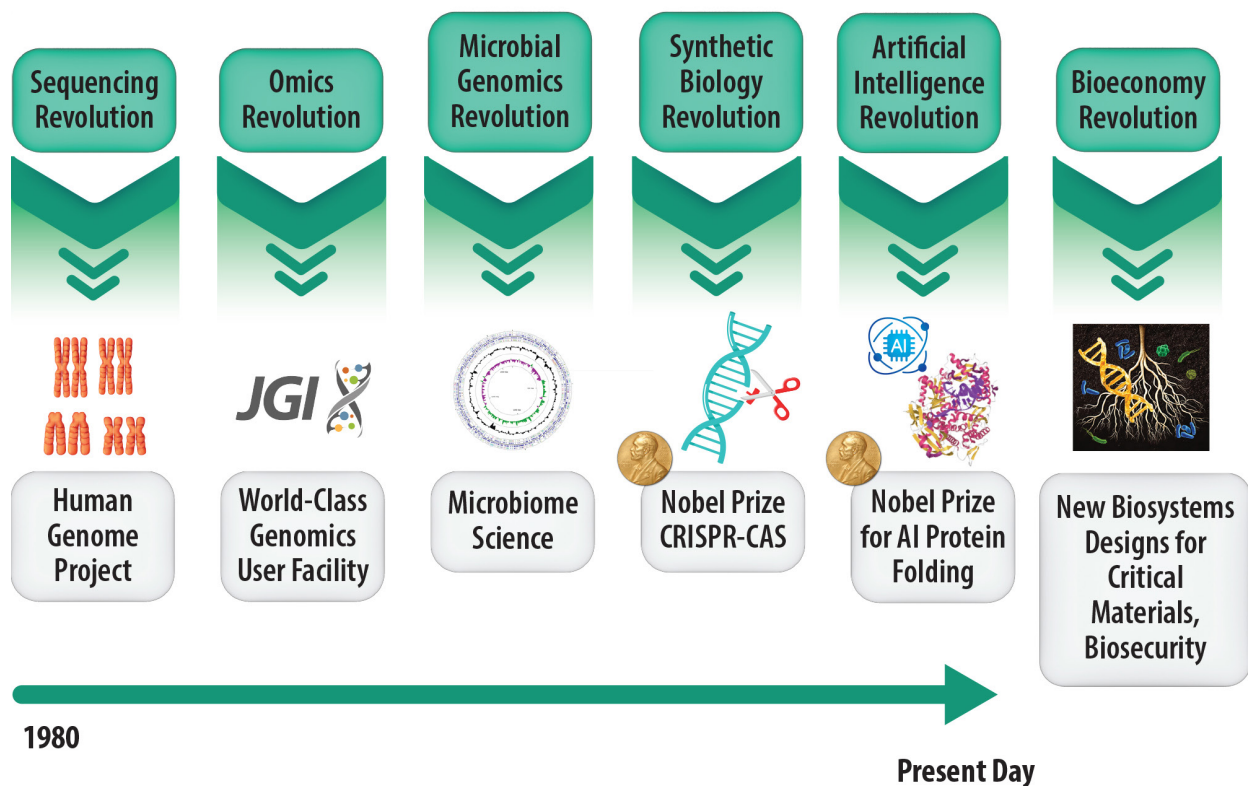 Sequencing
Revolution
Omics
Revolution
Microbial
Genomics
Revolution
Synthetic
Biology
Revolution
Artificial
Intelligence
Revolution
Bioeconomy
Revolution
JGI
AI
Human
Genome
Project
World-Class
Genomics
User Facility
Microbiome
Science
Nobel Prize
CRISPR-CAS
Nobel Prize
for AI Protein
Folding
New Biosystems
Designs for
Critical
Materials,
Biosecurity
1980
Present Day